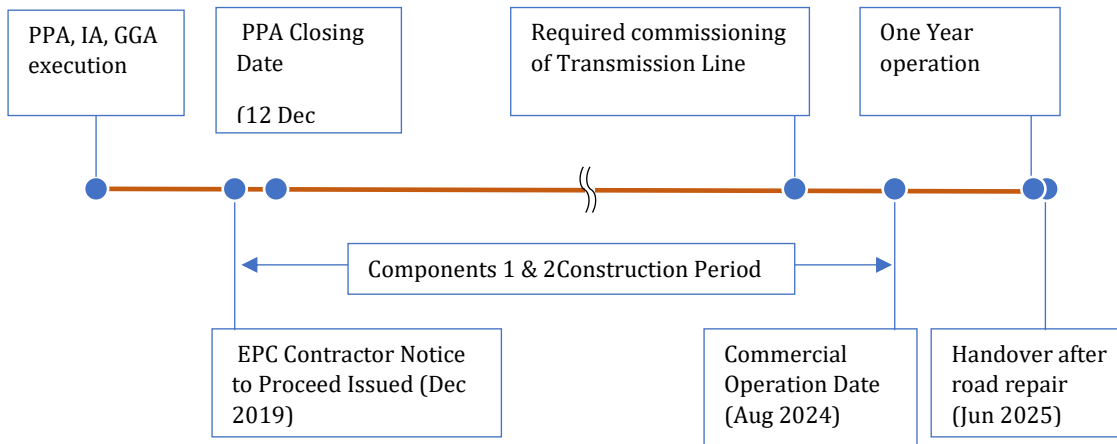 PPA, IA, GGA
execution
PPA Closing
Date
(12 Dec
Required commissioning
of Transmission Line
One Year
operation
Components 1 & 2Construction Period
EPC Contractor Notice
to Proceed Issued (Dec
2019)
Commercial
Operation Date
(Aug 2024)
Handover after
road repair
(Jun 2025)